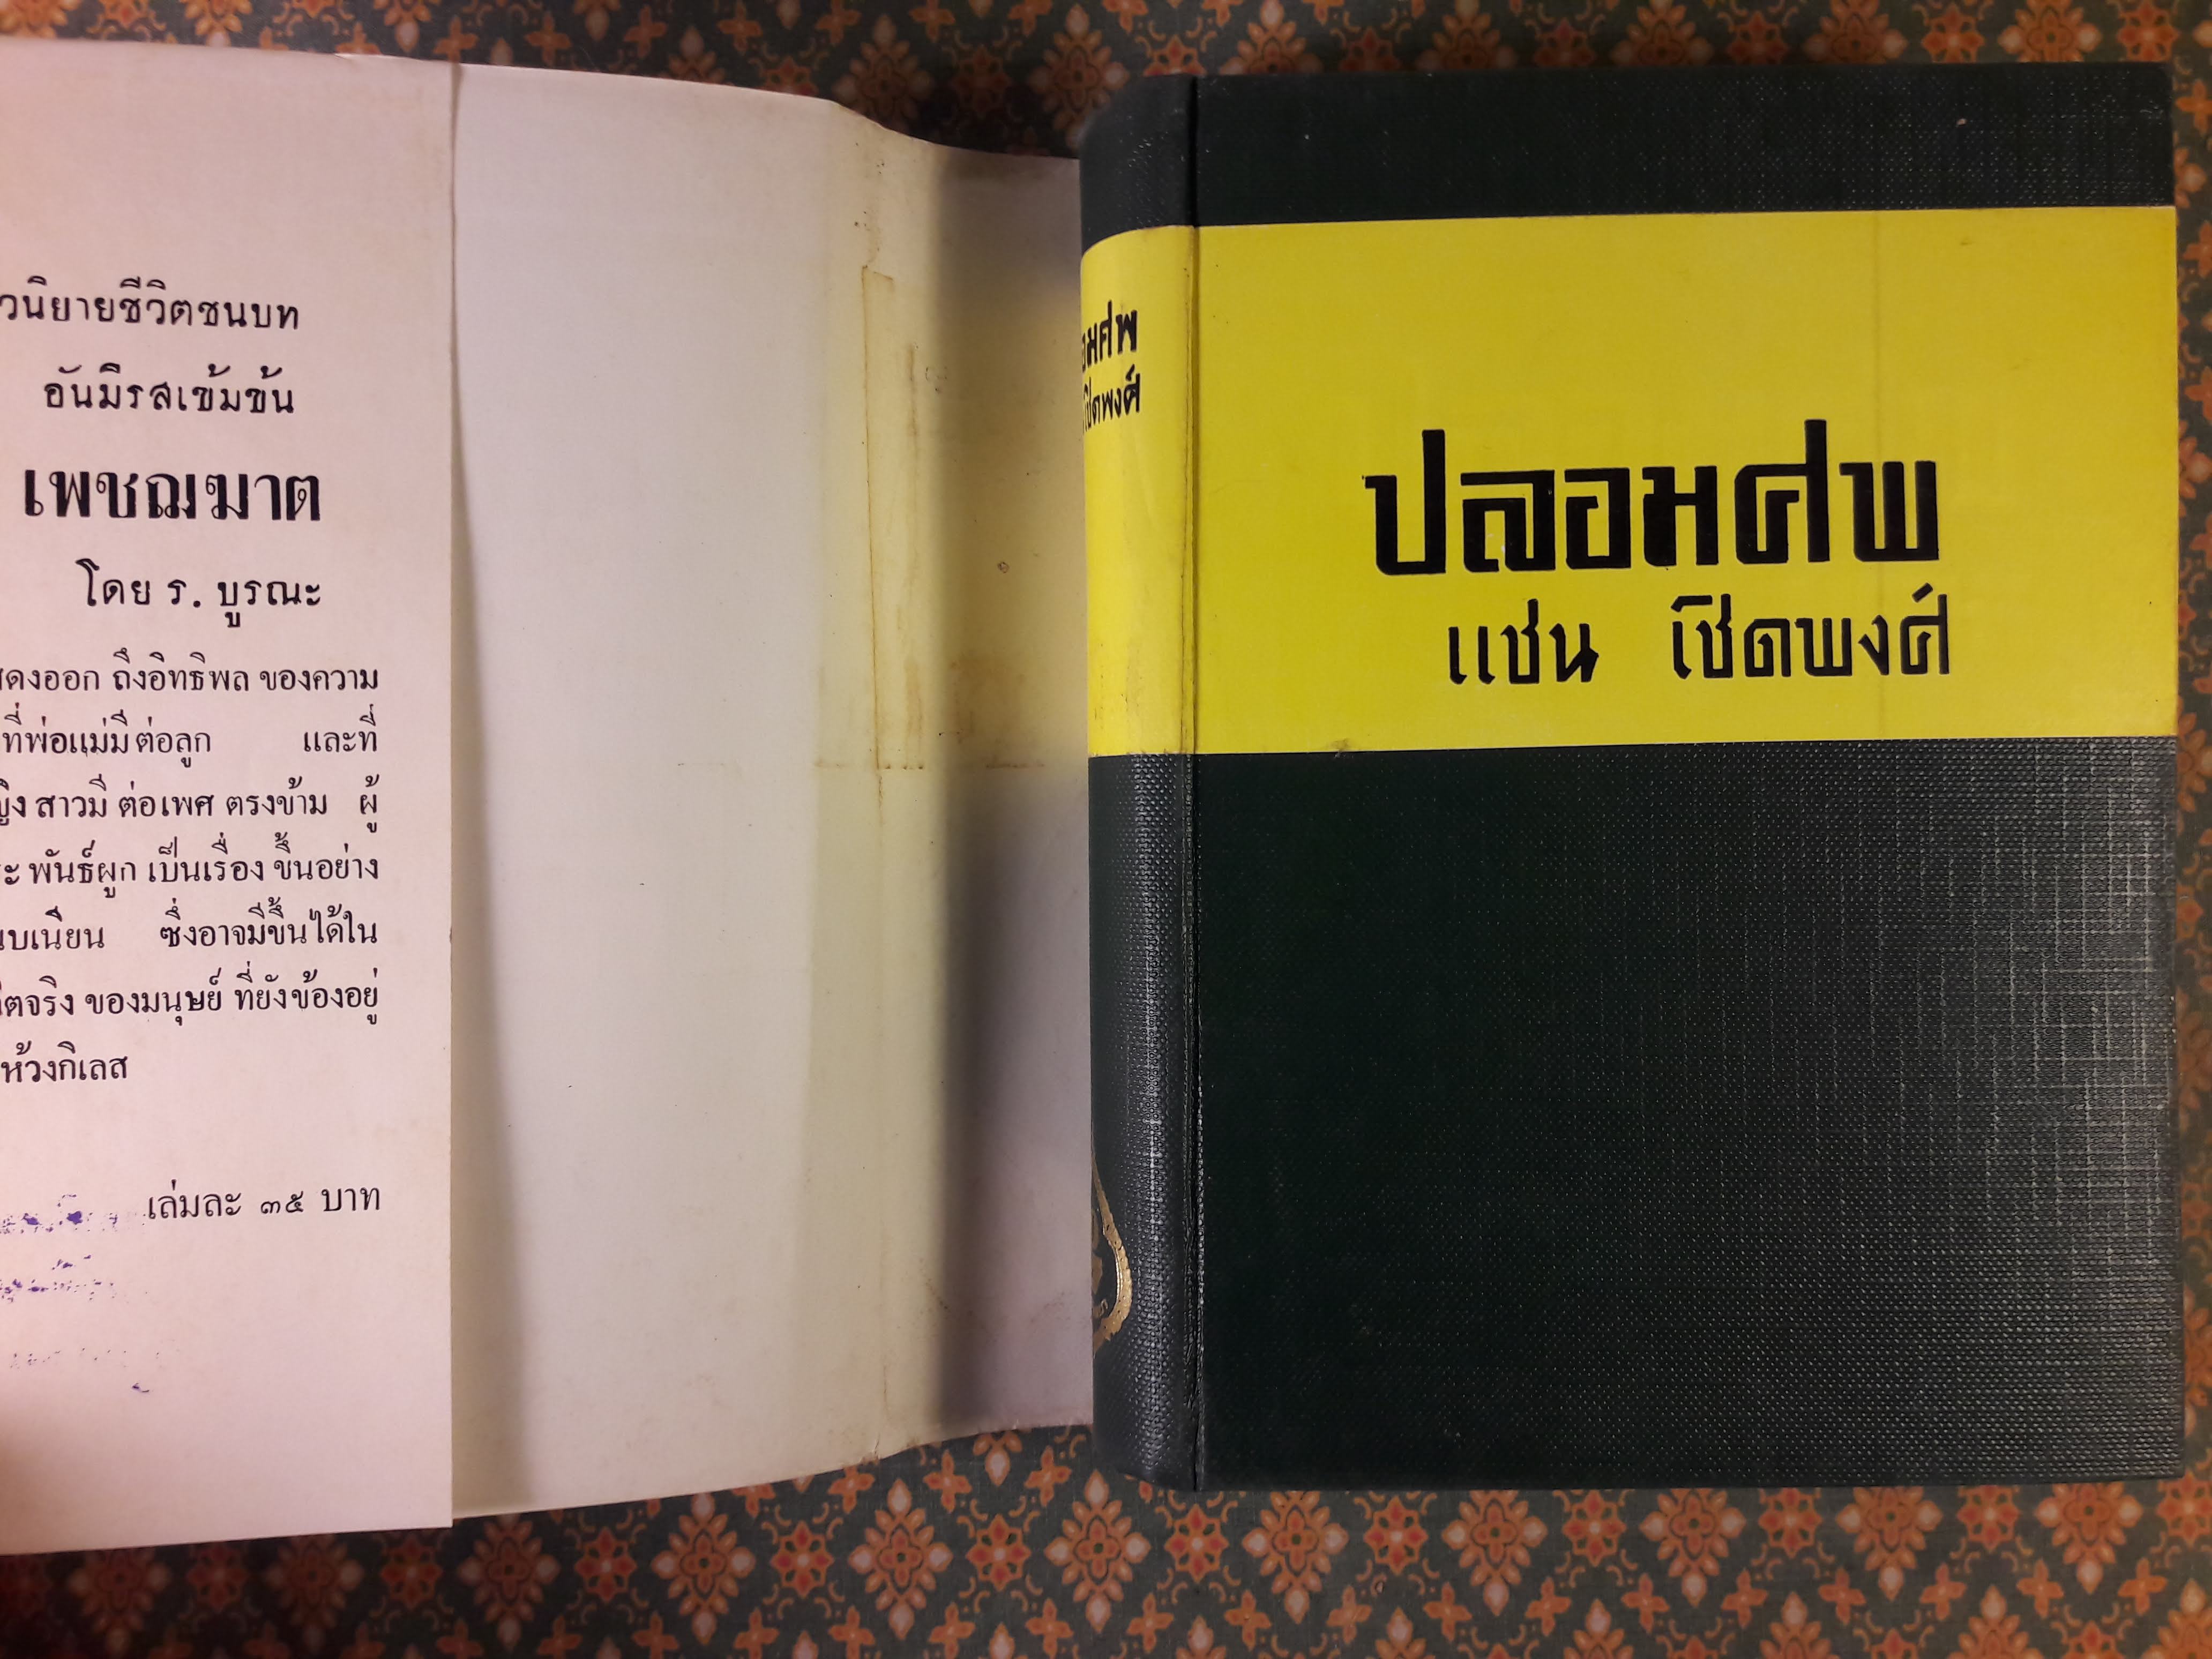 วนิยายชีวิตชนบท
อันมีรสเข้มข้น
เพชฌฆาต
โดย ร. บูรณะ
สดงออก ถึงอิทธิพล ของความ
ที่พ่อแม่มีต่อลูก และที่
ญิง สาวมี ต่อเพศ ตรงข้าม ผู้
ระ พันธ์ผูก เป็นเรื่อง ขึ้นอย่าง
นบเนียน ซึ่งอาจมีขึ้นได้ใน
ิตจริง ของมนุษย์ ที่ยังข้องอยู่
ห้วงกิเลส
เล่มละ ๓๕ บาท
อมศพ
เชิดพงศ์
ปลอมศพ
แชน เชิดพงศ์